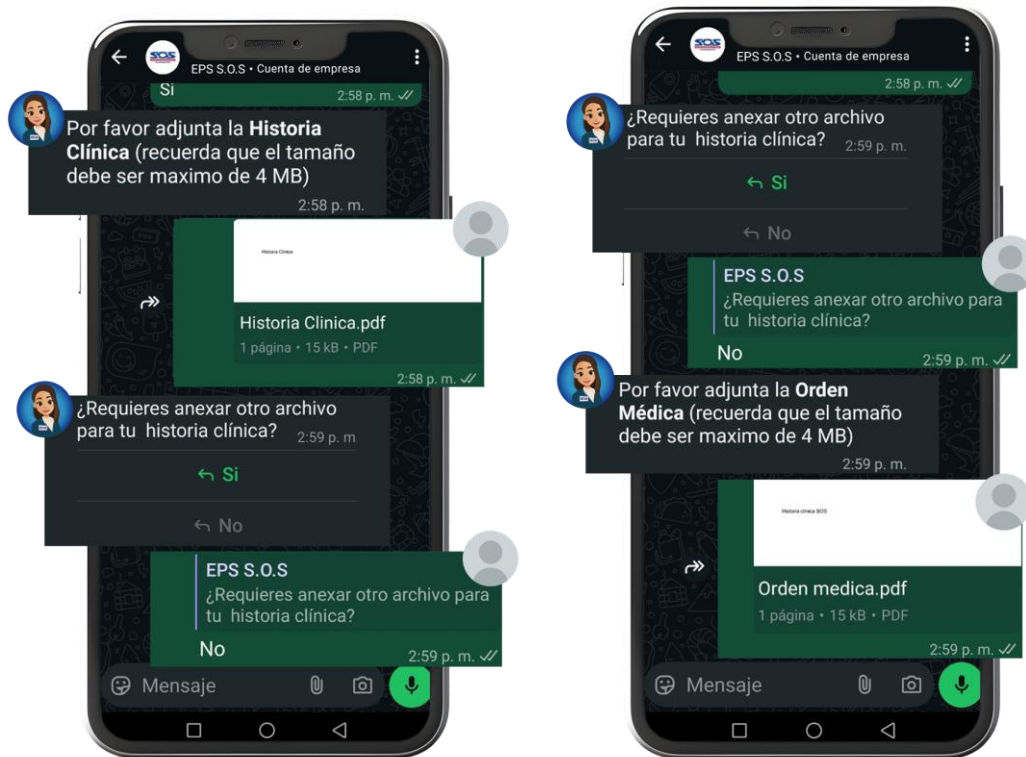 SOS
EPS S.O.S • Cuenta de empresa
Si
2:58 p. m.
Por favor adjunta la Historia
Clínica (recuerda que el tamaño
debe ser maximo de 4 MB)
2:58 p. m.
Historia Clinica
Historia Clinica.pdf
1 página • 15 kB • PDF
2:58 p. m.
¿Requieres anexar otro archivo
para tu historia clínica? 2:59 p. m
Si
No
EPS S.O.S
¿Requieres anexar otro archivo para
tu historia clínica?
No
2:59 p. m.
Mensaje
SOS
EPS S.O.S • Cuenta de empresa
2:58 p. m.
¿Requieres anexar otro archivo
para tu historia clínica? 2:59 p. m.
Si
No
EPS S.O.S
¿Requieres anexar otro archivo para
tu historia clínica?
No
2:59 p. m.
Por favor adjunta la Orden
Médica (recuerda que el tamaño
debe ser maximo de 4 MB)
2:59 p. m.
Historia clinica SOS
Orden medica.pdf
1 página • 15 kB • PDF
2:59 p. m.
Mensaje